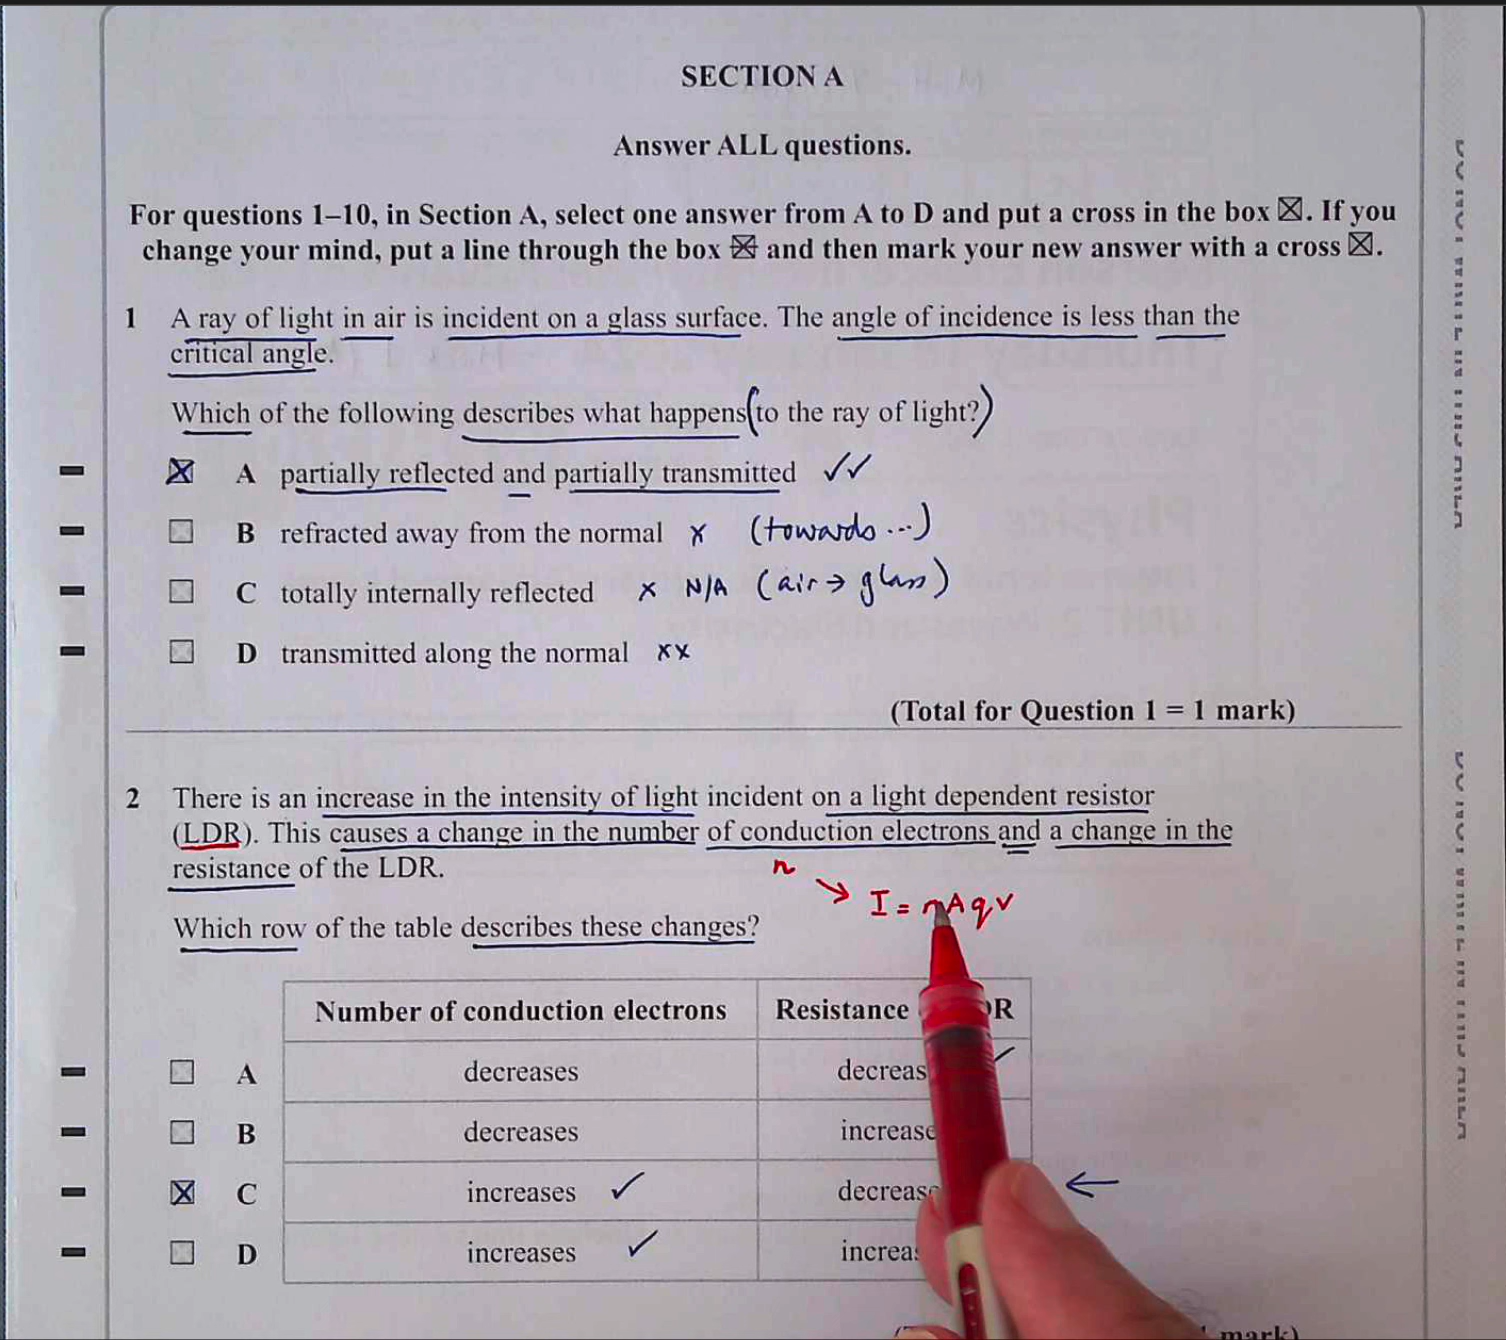 SECTION A
Answer ALL questions.
For questions 1–10, in Section A, select one answer from A to D and put a cross in the box ☒. If you
change your mind, put a line through the box ☒ and then mark your new answer with a cross ☒.
1 A ray of light in air is incident on a glass surface. The angle of incidence is less than the
critical angle.
Which of the following describes what happens (to the ray of light?)
☒ A partially reflected and partially transmitted ✓✓
☐ B refracted away from the normal x (towards ...)
☐ C totally internally reflected x N/A (air → glass)
☐ D transmitted along the normal xx
(Total for Question 1 = 1 mark)
2 There is an increase in the intensity of light incident on a light dependent resistor
(LDR). This causes a change in the number of conduction electrons and a change in the
resistance of the LDR.
n → I = nAqv
Which row of the table describes these changes?
Number of conduction electrons Resistance R
☐ A decreases decreas ✓
☐ B decreases increase
☒ C increases ✓ decreas ←
☐ D increases ✓ increa
mark)